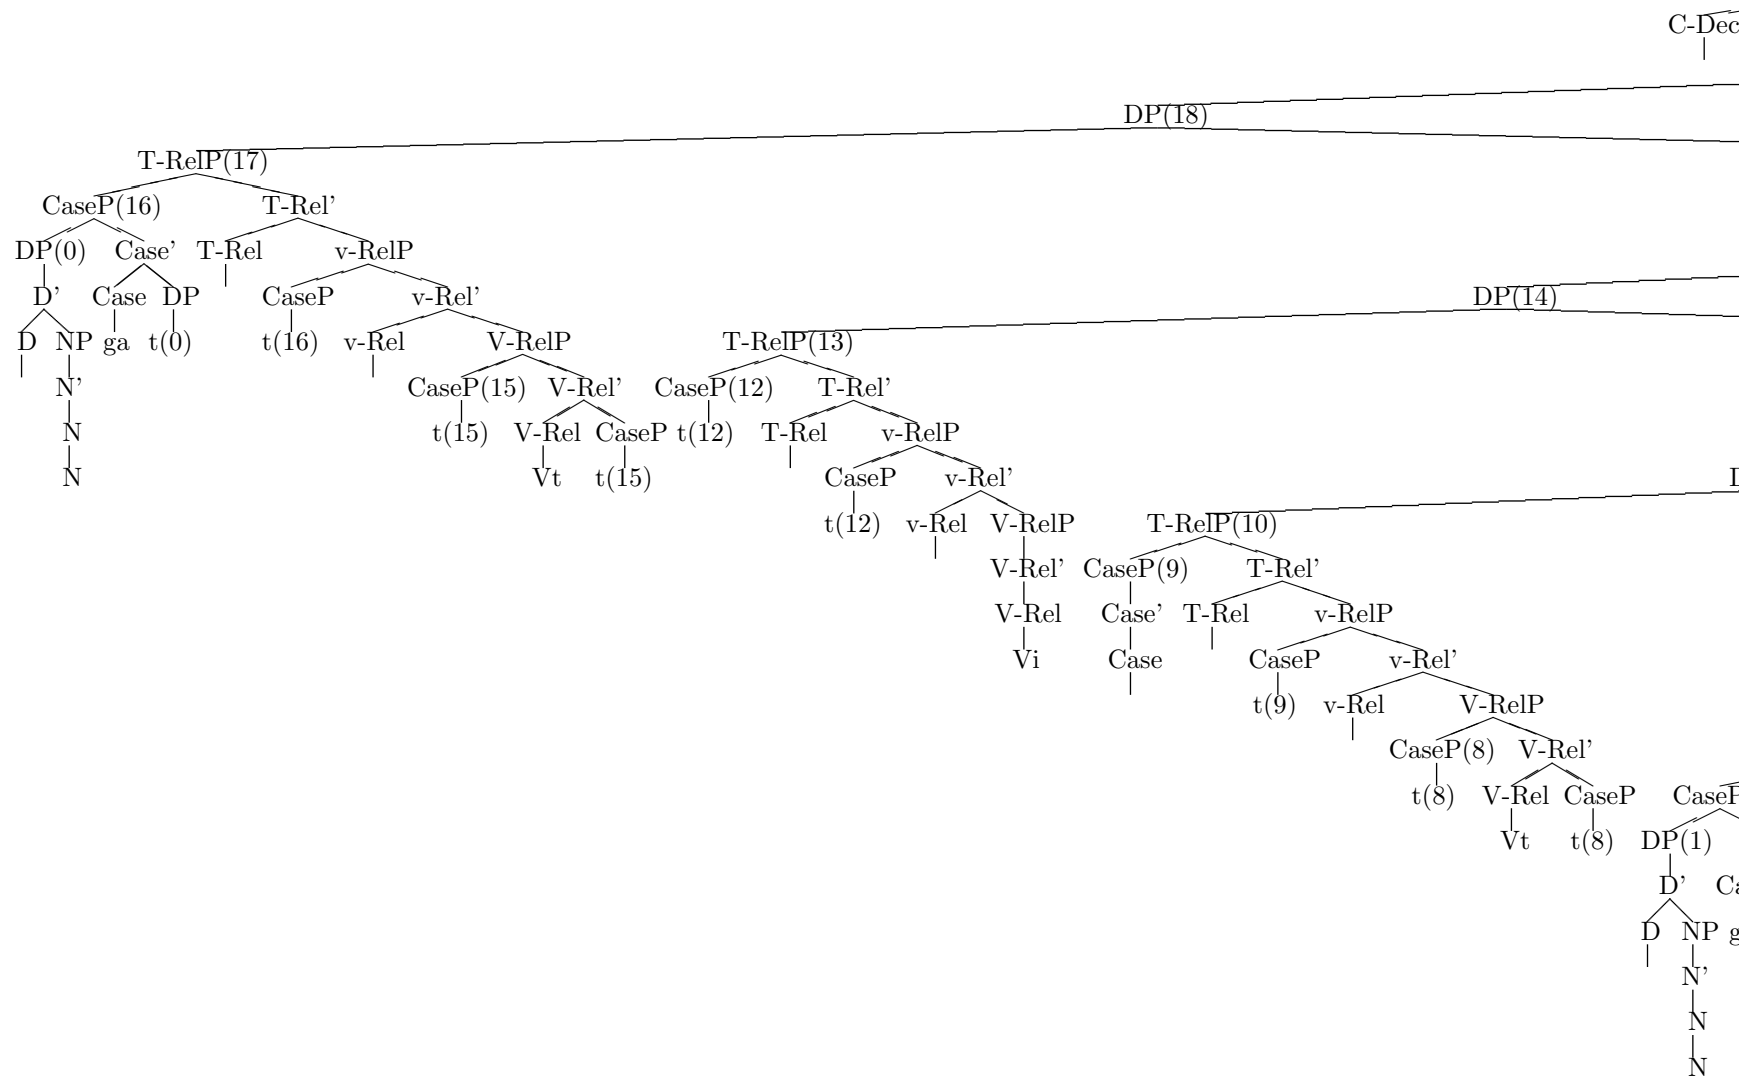 C-Dec
DP(18)
T-RelP(17)
CaseP(16) T-Rel'
DP(0) Case' T-Rel v-RelP
D' Case DP CaseP v-Rel' DP(14)
D NP ga t(0) t(16) v-Rel V-RelP T-RelP(13)
N' CaseP(15) V-Rel' CaseP(12) T-Rel'
N t(15) V-Rel CaseP t(12) T-Rel v-RelP
N Vt t(15) CaseP v-Rel'
t(12) v-Rel V-RelP T-RelP(10)
V-Rel' CaseP(9) T-Rel'
V-Rel Case' T-Rel v-RelP
Vi Case CaseP v-Rel'
t(9) v-Rel V-RelP
CaseP(8) V-Rel'
t(8) V-Rel CaseP CaseP
Vt t(8) DP(1)
D' Ca
D NP g
N'
N
N